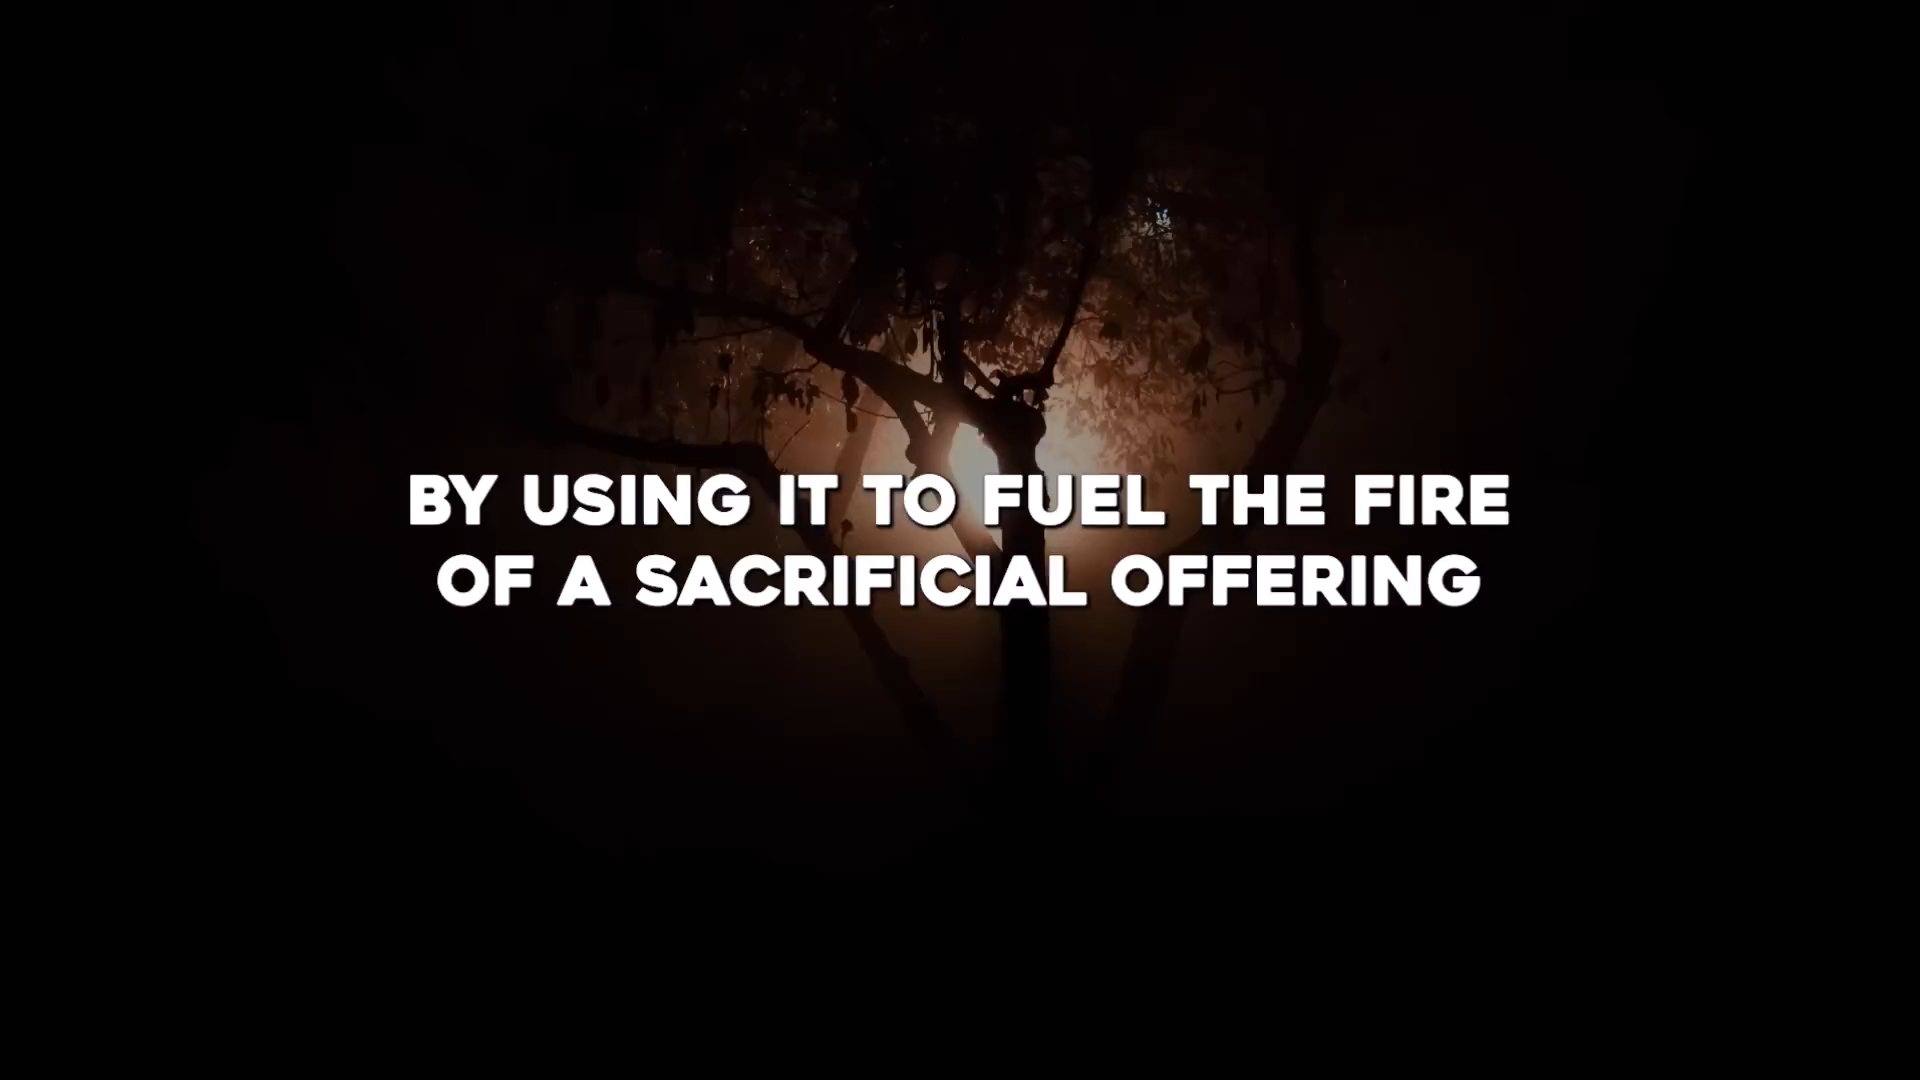 BY USING IT TO FUEL THE FIRE
OF A SACRIFICIAL OFFERING